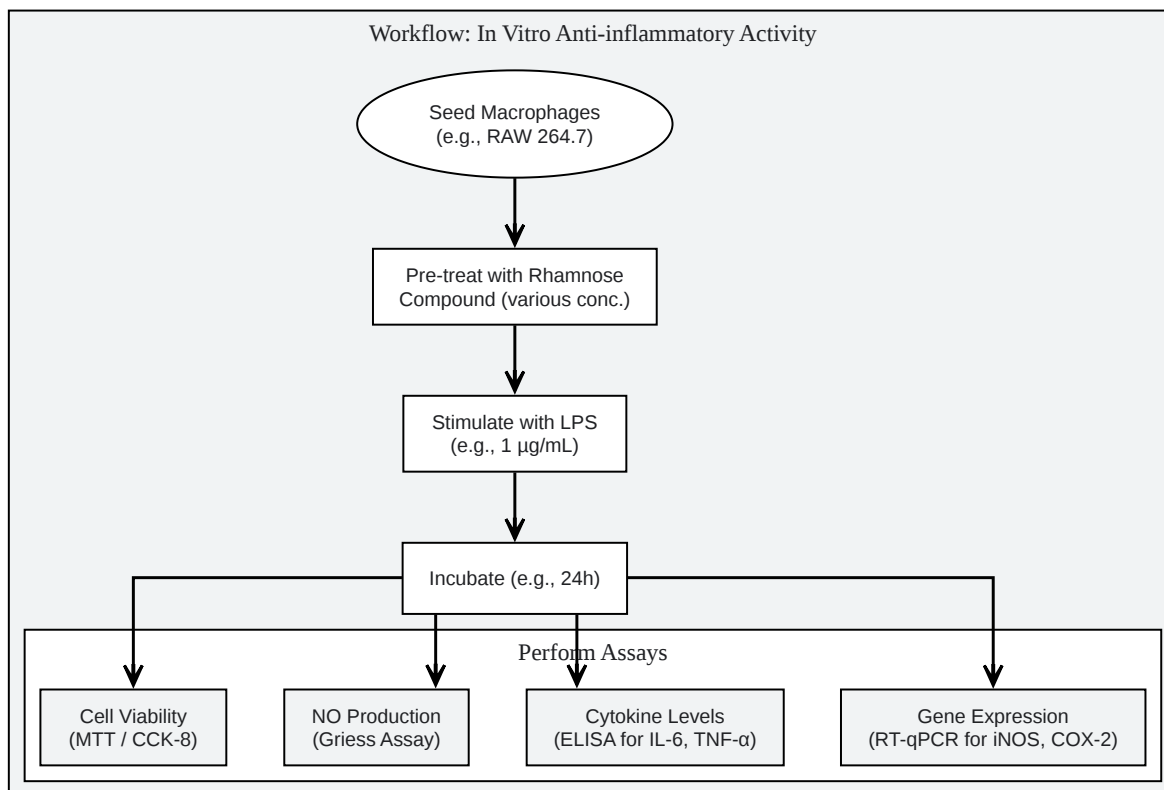 Workflow: In Vitro Anti-inflammatory Activity
Seed Macrophages
(e.g., RAW 264.7)
Pre-treat with Rhamnose
Compound (various conc.)
Stimulate with LPS
(e.g., 1 µg/mL)
Incubate (e.g., 24h)
Perform Assays
Cell Viability
(MTT / CCK-8)
NO Production
(Griess Assay)
Cytokine Levels
(ELISA for IL-6, TNF-α)
Gene Expression
(RT-qPCR for iNOS, COX-2)